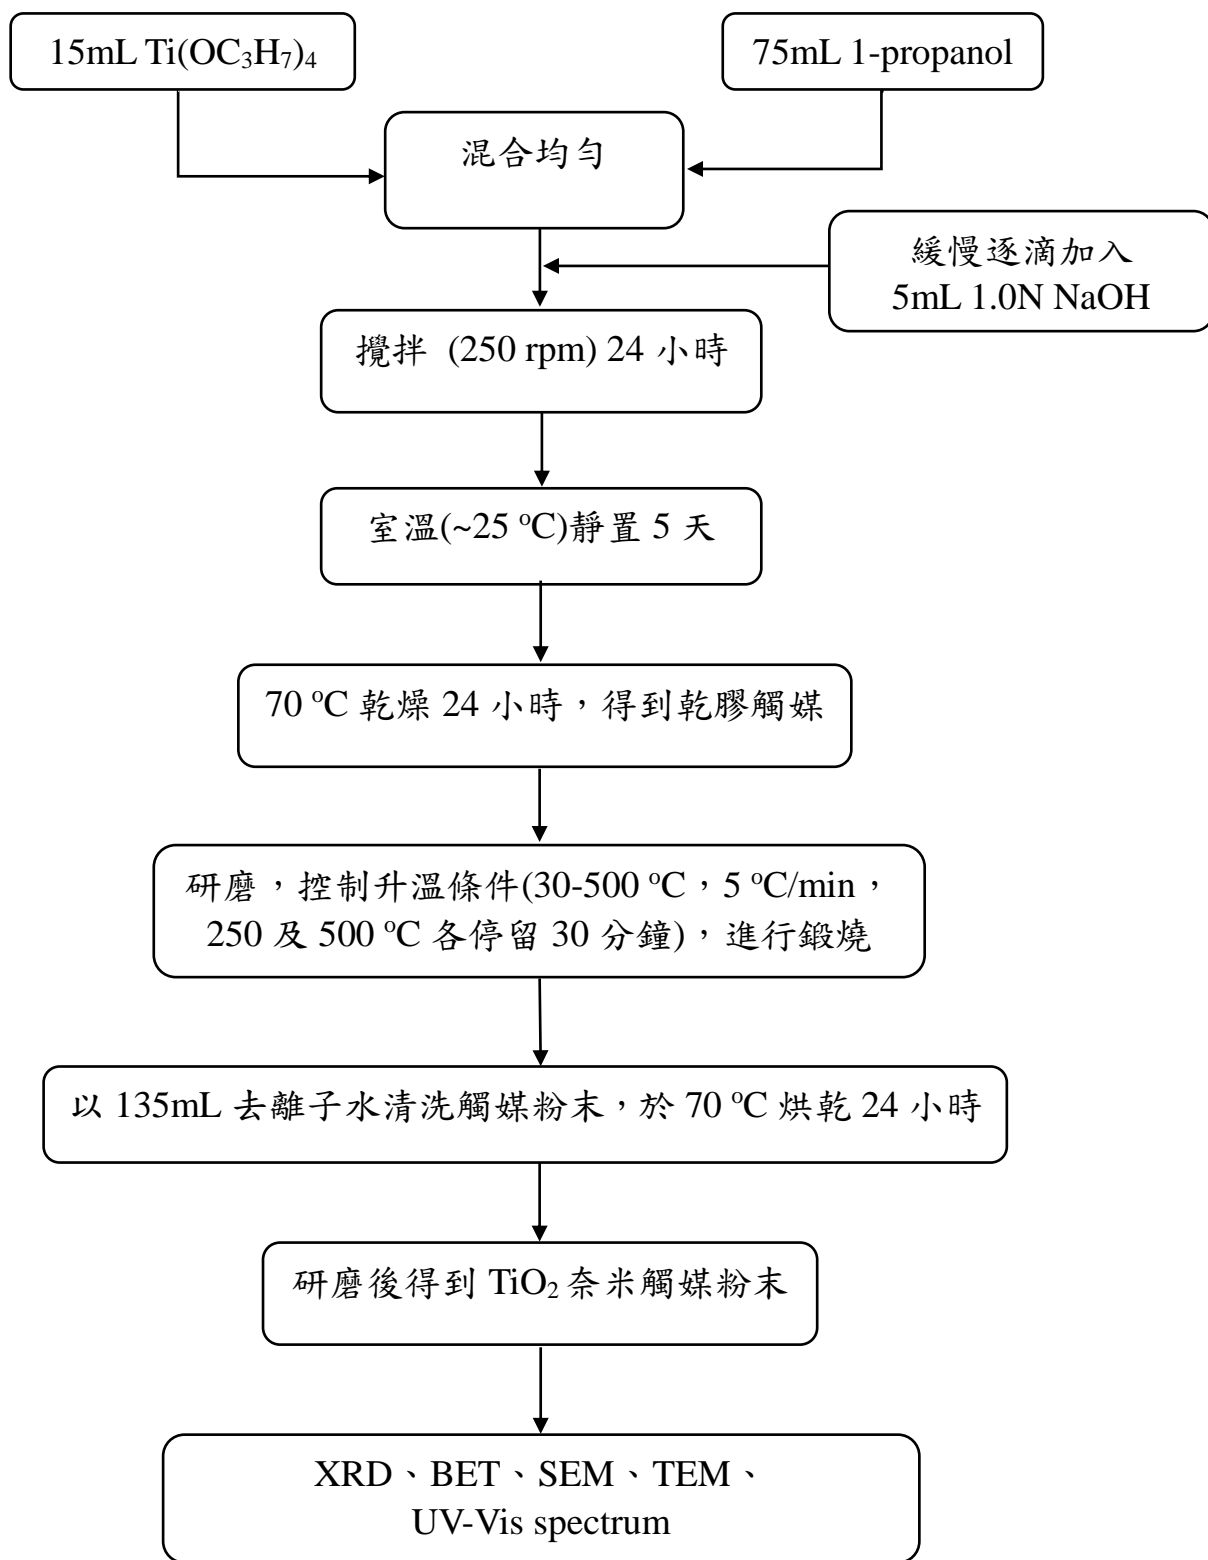 15mL Ti(OC₃H₇)₄
75mL 1-propanol
混合均勻
緩慢逐滴加入
5mL 1.0N NaOH
攪拌 (250 rpm) 24 小時
室溫(~25 ºC)靜置 5 天
70 ºC 乾燥 24 小時，得到乾膠觸媒
研磨，控制升溫條件(30-500 ºC，5 ºC/min，
250 及 500 ºC 各停留 30 分鐘)，進行鍛燒
以 135mL 去離子水清洗觸媒粉末，於 70 ºC 烘乾 24 小時
研磨後得到 TiO₂ 奈米觸媒粉末
XRD、BET、SEM、TEM、
UV-Vis spectrum